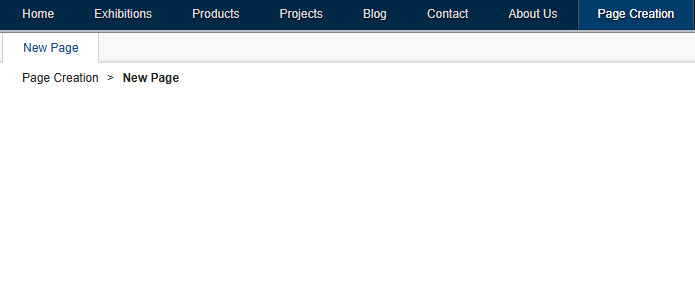 Home Exhibitions Products Projects Blog Contact About Us Page Creation
New Page
Page Creation > New Page